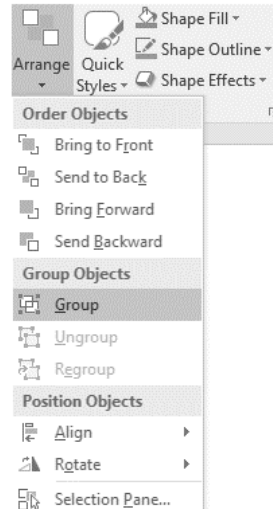 Shape Fill
Shape Outline
Arrange
Quick Styles
Shape Effects
Order Objects
Bring to Front
Send to Back
Bring Forward
Send Backward
Group Objects
Group
Ungroup
Regroup
Position Objects
Align
Rotate
Selection Pane...